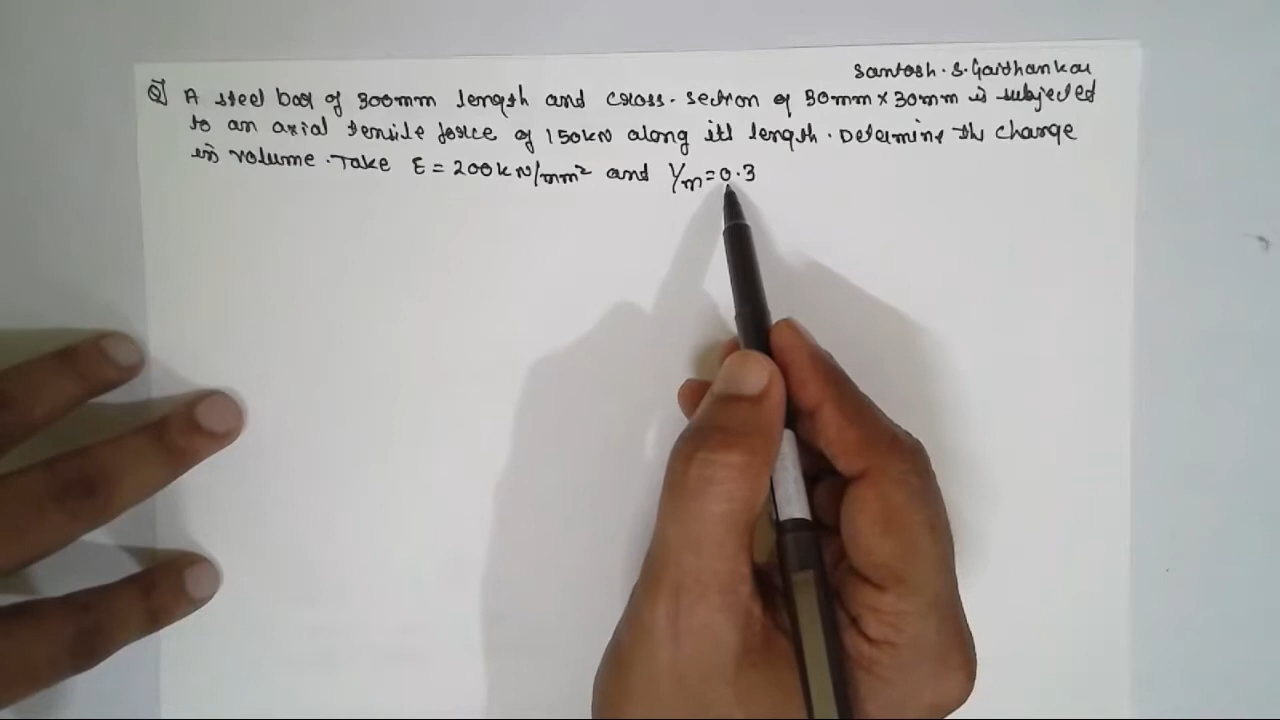 Santosh. S. Gaidhankar
Q] A steel bar of 300mm length and cross-section of 30mm x 30mm is subjected
to an axial tensile force of 150kN along its length. Determine the change
in volume. Take E = 200kN/mm² and 1/m = 0.3